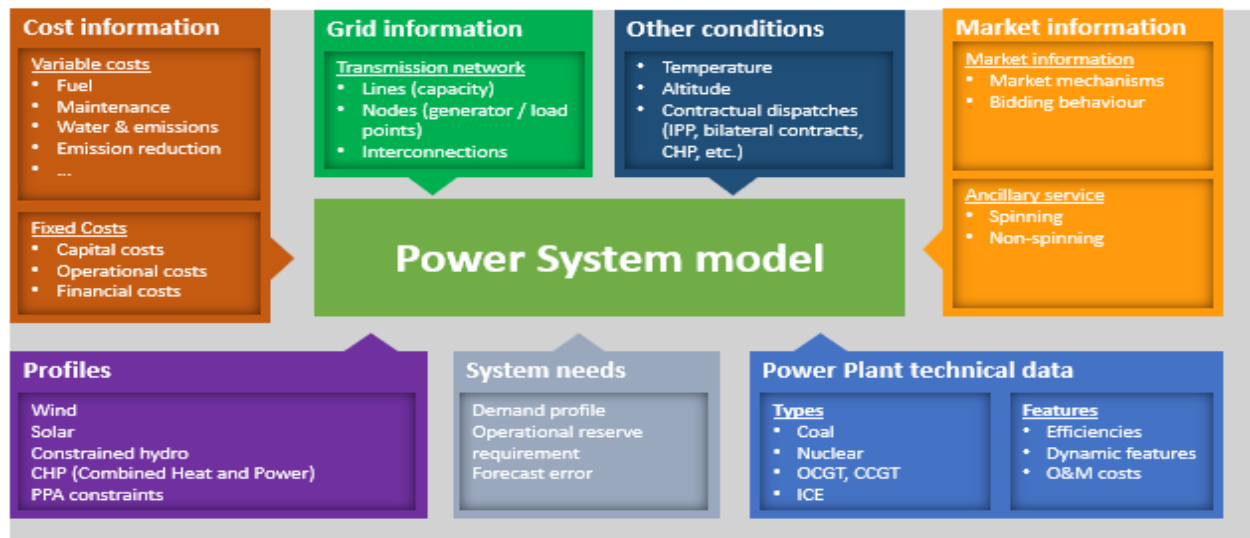 Cost information
Variable costs
• Fuel
• Maintenance
• Water & emissions
• Emission reduction
• ...
Fixed Costs
• Capital costs
• Operational costs
• Financial costs
Grid information
Transmission network
• Lines (capacity)
• Nodes (generator / load
points)
• Interconnections
Other conditions
• Temperature
• Altitude
• Contractual dispatches
(IPP, bilateral contracts,
CHP, etc.)
Market information
Market information
• Market mechanisms
• Bidding behaviour
Ancillary service
• Spinning
• Non-spinning
Power System model
Profiles
Wind
Solar
Constrained hydro
CHP (Combined Heat and Power)
PPA constraints
System needs
Demand profile
Operational reserve
requirement
Forecast error
Power Plant technical data
Types
• Coal
• Nuclear
• OCGT, CCGT
• ICE
Features
• Efficiencies
• Dynamic features
• O&M costs